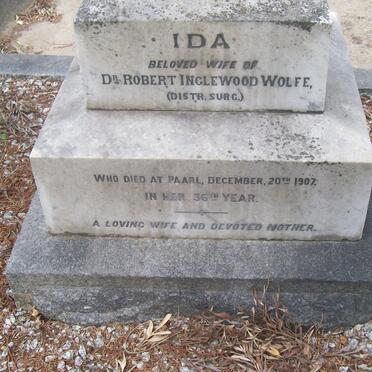 IDA
BELOVED WIFE OF
DR ROBERT INGLEWOOD WOLFE,
(DISTR. SURG.)
WHO DIED AT PAARL, DECEMBER, 20TH 1907,
IN HER 36TH YEAR.
A LOVING WIFE AND DEVOTED MOTHER.